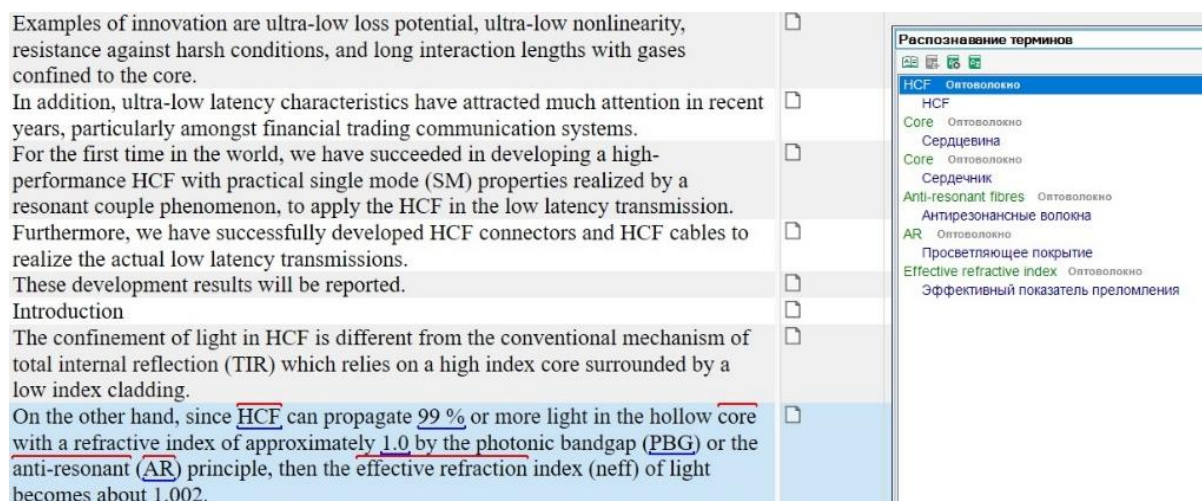 Examples of innovation are ultra-low loss potential, ultra-low nonlinearity,
resistance against harsh conditions, and long interaction lengths with gases
confined to the core.
In addition, ultra-low latency characteristics have attracted much attention in recent
years, particularly amongst financial trading communication systems.
For the first time in the world, we have succeeded in developing a high-
performance HCF with practical single mode (SM) properties realized by a
resonant couple phenomenon, to apply the HCF in the low latency transmission.
Furthermore, we have successfully developed HCF connectors and HCF cables to
realize the actual low latency transmissions.
These development results will be reported.
Introduction
The confinement of light in HCF is different from the conventional mechanism of
total internal reflection (TIR) which relies on a high index core surrounded by a
low index cladding.
On the other hand, since HCF can propagate 99 % or more light in the hollow core
with a refractive index of approximately 1.0 by the photonic bandgap (PBG) or the
anti-resonant (AR) principle, then the effective refraction index (neff) of light
becomes about 1.002.
Распознавание терминов
HCF Оптоволокно
HCF
Core Оптоволокно
Сердцевина
Core Оптоволокно
Сердечник
Anti-resonant fibres Оптоволокно
Антирезонансные волокна
AR Оптоволокно
Просветляющее покрытие
Effective refractive index Оптоволокно
Эффективный показатель преломления